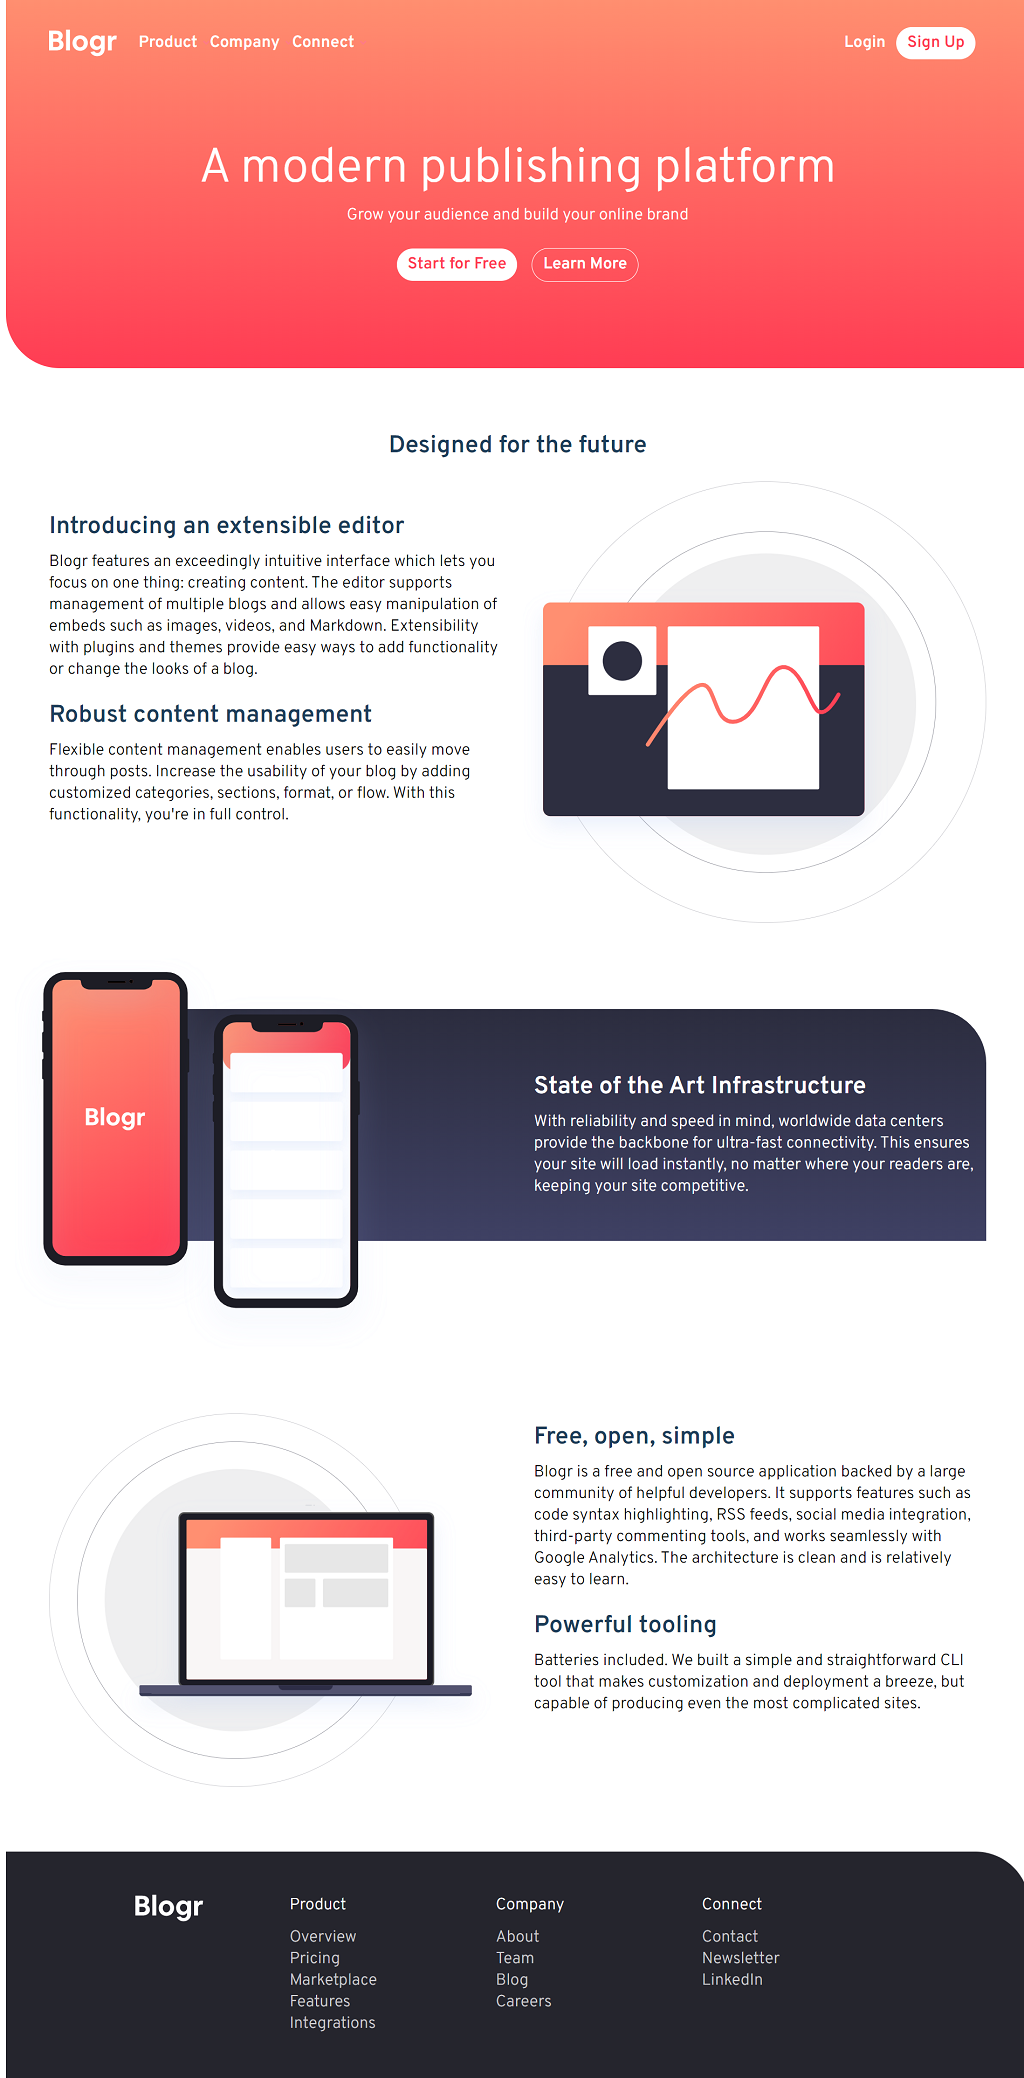 Blogr Product Company Connect Login Sign Up
A modern publishing platform
Grow your audience and build your online brand
Start for Free Learn More
Designed for the future
Introducing an extensible editor
Blogr features an exceedingly intuitive interface which lets you
focus on one thing: creating content. The editor supports
management of multiple blogs and allows easy manipulation of
embeds such as images, videos, and Markdown. Extensibility
with plugins and themes provide easy ways to add functionality
or change the looks of a blog.
Robust content management
Flexible content management enables users to easily move
through posts. Increase the usability of your blog by adding
customized categories, sections, format, or flow. With this
functionality, you're in full control.
Blogr
State of the Art Infrastructure
With reliability and speed in mind, worldwide data centers
provide the backbone for ultra-fast connectivity. This ensures
your site will load instantly, no matter where your readers are,
keeping your site competitive.
Free, open, simple
Blogr is a free and open source application backed by a large
community of helpful developers. It supports features such as
code syntax highlighting, RSS feeds, social media integration,
third-party commenting tools, and works seamlessly with
Google Analytics. The architecture is clean and is relatively
easy to learn.
Powerful tooling
Batteries included. We built a simple and straightforward CLI
tool that makes customization and deployment a breeze, but
capable of producing even the most complicated sites.
Blogr
Product
Overview
Pricing
Marketplace
Features
Integrations
Company
About
Team
Blog
Careers
Connect
Contact
Newsletter
LinkedIn